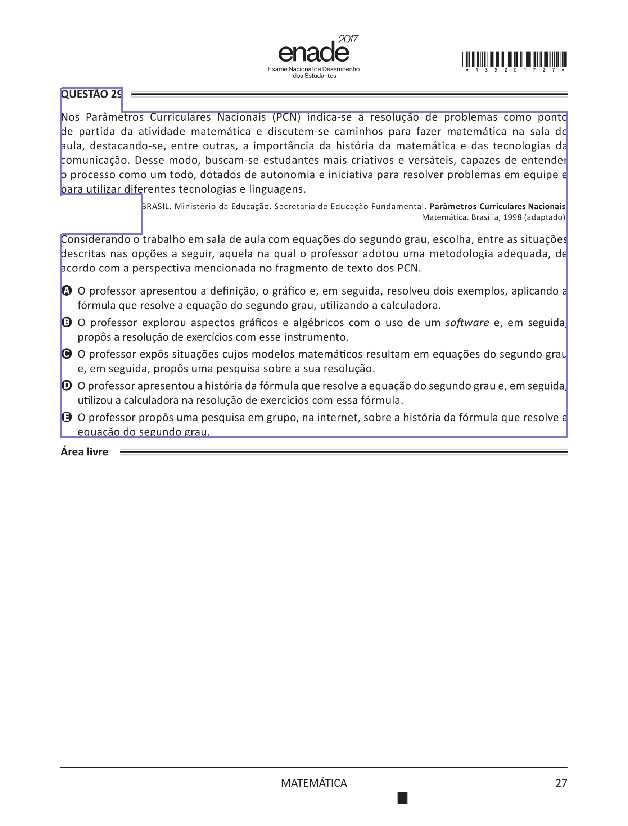 enade 2017
Exame Nacional de Desempenho
dos Estudantes
*R33201727*
QUESTÃO 29
Nos Parâmetros Curriculares Nacionais (PCN) indica-se a resolução de problemas como ponto
de partida da atividade matemática e discutem-se caminhos para fazer matemática na sala de
aula, destacando-se, entre outras, a importância da história da matemática e das tecnologias da
comunicação. Desse modo, buscam-se estudantes mais criativos e versáteis, capazes de entender
o processo como um todo, dotados de autonomia e iniciativa para resolver problemas em equipe e
para utilizar diferentes tecnologias e linguagens.
BRASIL. Ministério da Educação. Secretaria de Educação Fundamental. Parâmetros Curriculares Nacionais
Matemática. Brasília, 1998 (adaptado)
Considerando o trabalho em sala de aula com equações do segundo grau, escolha, entre as situações
descritas nas opções a seguir, aquela na qual o professor adotou uma metodologia adequada, de
acordo com a perspectiva mencionada no fragmento de texto dos PCN.
A O professor apresentou a definição, o gráfico e, em seguida, resolveu dois exemplos, aplicando a
fórmula que resolve a equação do segundo grau, utilizando a calculadora.
B O professor explorou aspectos gráficos e algébricos com o uso de um software e, em seguida,
propôs a resolução de exercícios com esse instrumento.
C O professor expôs situações cujos modelos matemáticos resultam em equações do segundo grau
e, em seguida, propôs uma pesquisa sobre a sua resolução.
D O professor apresentou a história da fórmula que resolve a equação do segundo grau e, em seguida,
utilizou a calculadora na resolução de exercícios com essa fórmula.
E O professor propôs uma pesquisa em grupo, na internet, sobre a história da fórmula que resolve a
equação do segundo grau.
Área livre
MATEMÁTICA
27